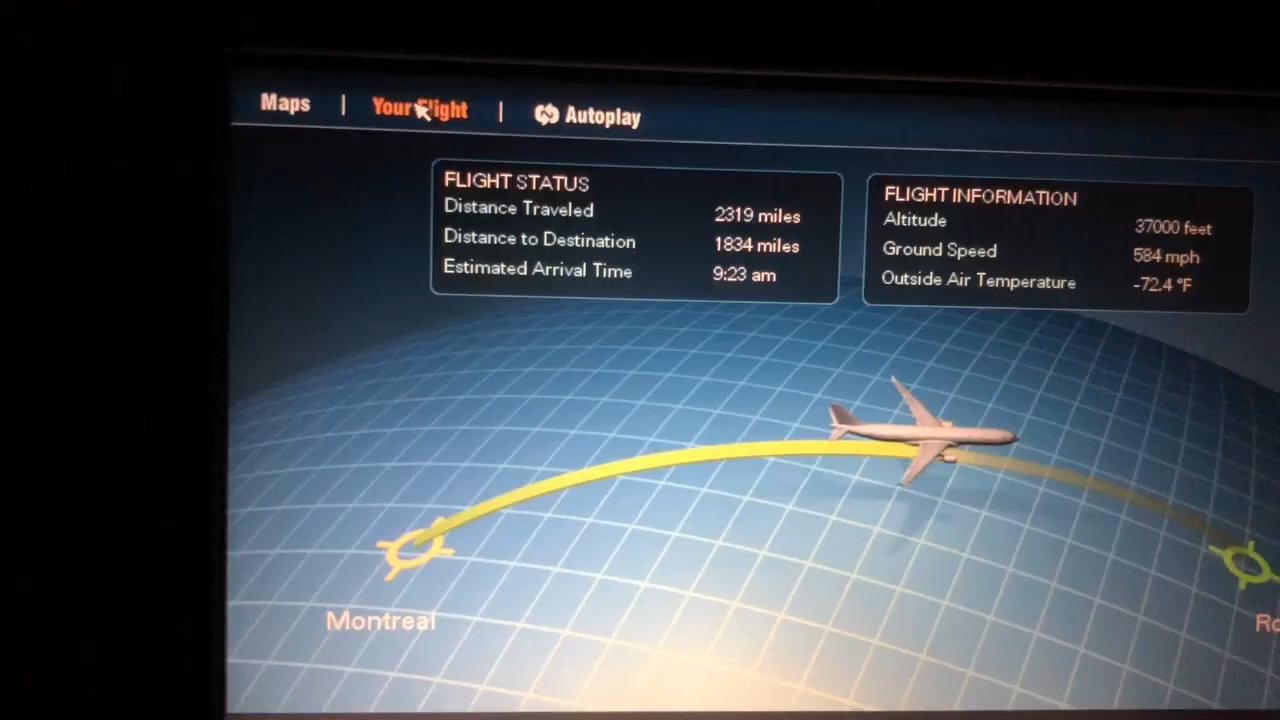 Maps | Your Flight | Autoplay
FLIGHT STATUS
Distance Traveled 2319 miles
Distance to Destination 1834 miles
Estimated Arrival Time 9:23 am
FLIGHT INFORMATION
Altitude 37000 feet
Ground Speed 584 mph
Outside Air Temperature -72.4 °F
Montreal